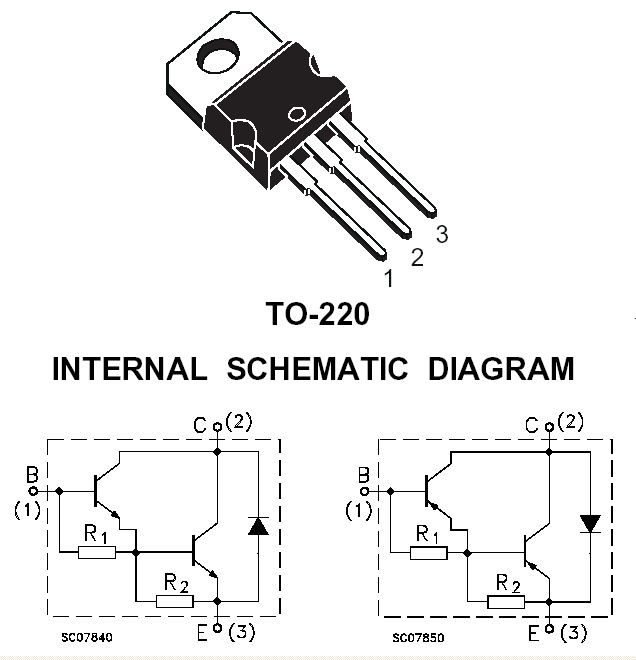 1
2
3
TO-220
INTERNAL SCHEMATIC DIAGRAM
C (2)
B
(1)
R1
R2
E (3)
SC07840
C (2)
B
(1)
R1
R2
E (3)
SC07850